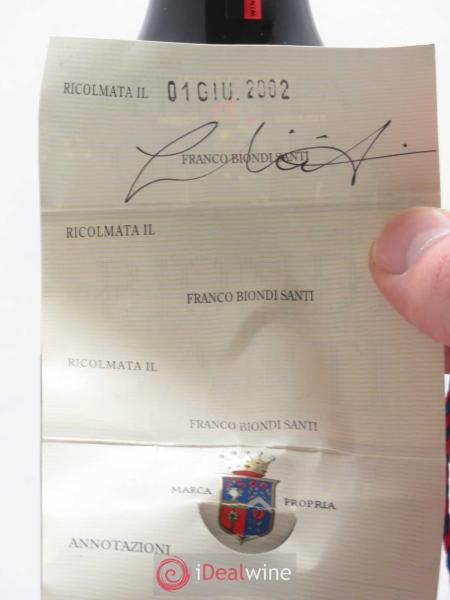 WIN
RICOLMATA IL 01 GIU. 2002
FRANCO BIONDI SANTI
RICOLMATA IL
FRANCO BIONDI SANTI
RICOLMATA IL
FRANCO BIONDI SANTI
MARCA PROPRIA
ANNOTAZIONI
iDealwine